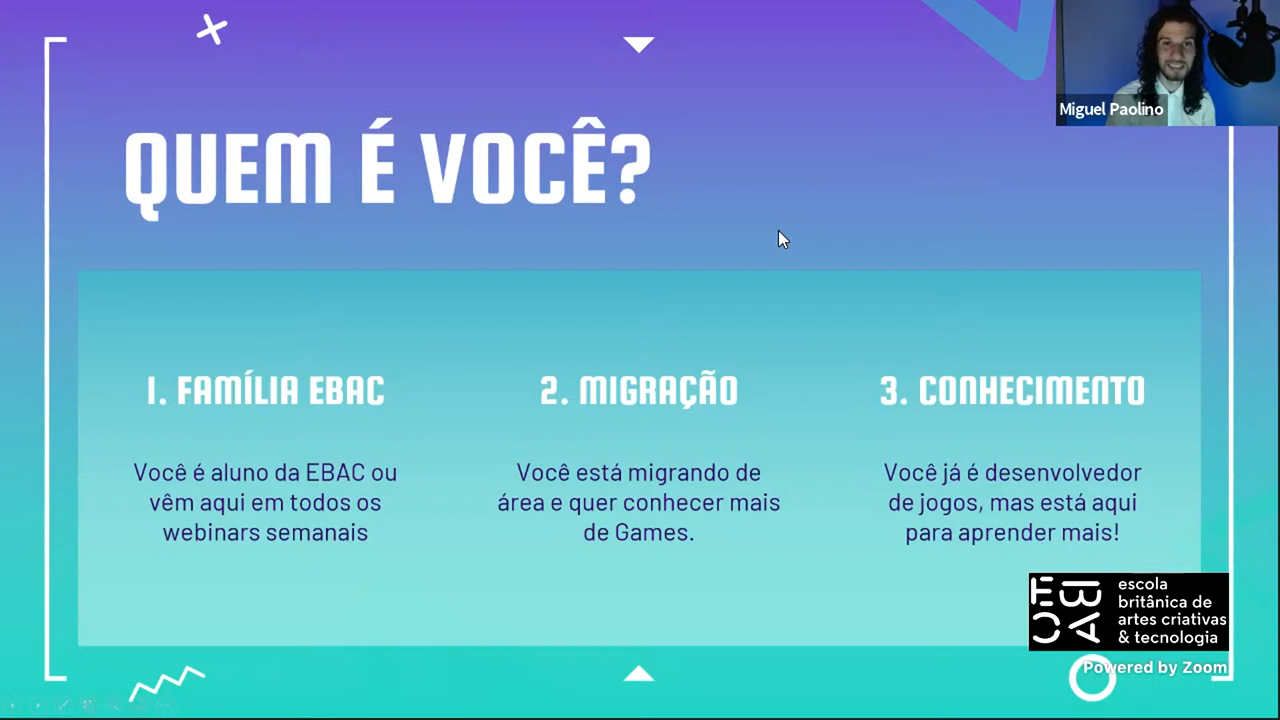 Miguel Paolino
QUEM É VOCÊ?
1. FAMÍLIA EBAC
Você é aluno da EBAC ou
vêm aqui em todos os
webinars semanais
2. MIGRAÇÃO
Você está migrando de
área e quer conhecer mais
de Games.
3. CONHECIMENTO
Você já é desenvolvedor
de jogos, mas está aqui
para aprender mais!
EBAC
escola
britânica de
artes criativas
& tecnologia
Powered by Zoom